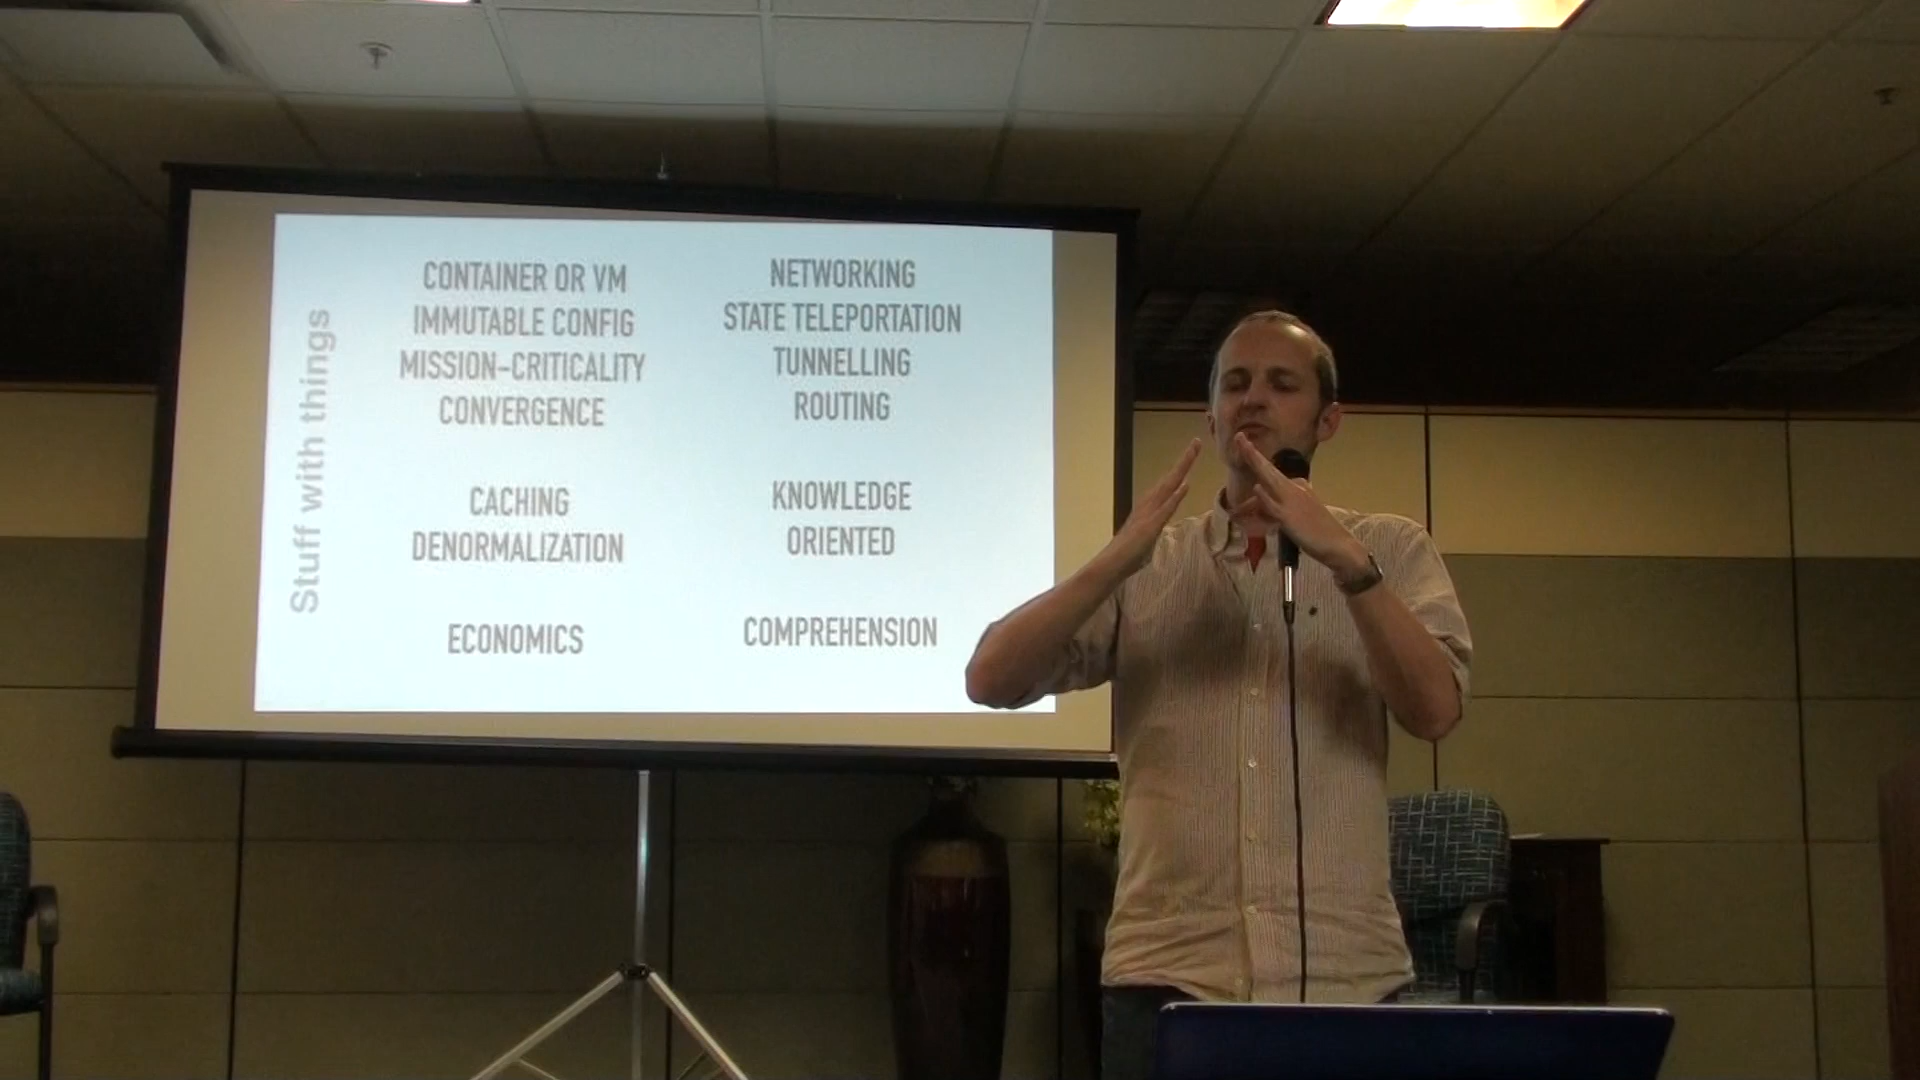 Stuff with things
CONTAINER OR VM
IMMUTABLE CONFIG
MISSION-CRITICALITY
CONVERGENCE
CACHING
DENORMALIZATION
ECONOMICS
NETWORKING
STATE TELEPORTATION
TUNNELLING
ROUTING
KNOWLEDGE
ORIENTED
COMPREHENSION